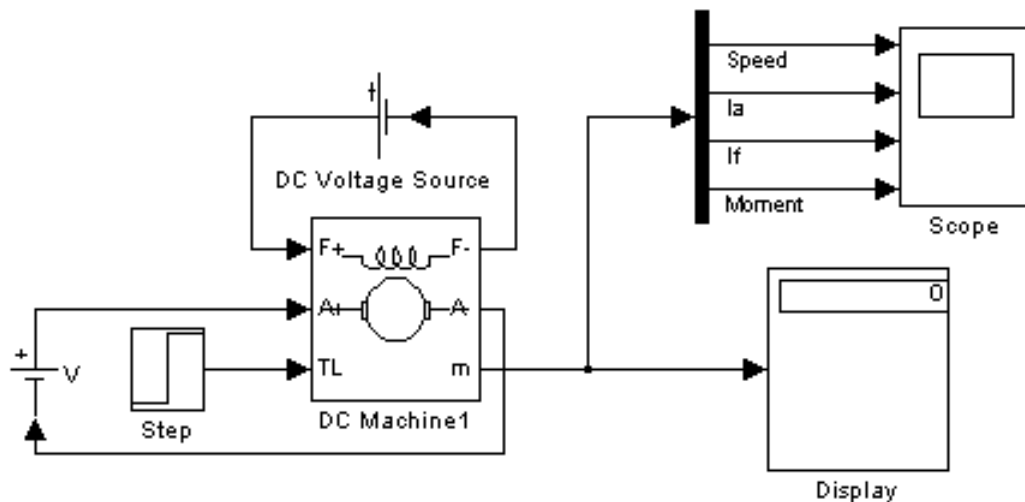 Speed
Ia
If
Moment
Scope
DC Voltage Source
F+ F-
A+ A-
TL m
DC Machine1
+
V
Step
0
Display